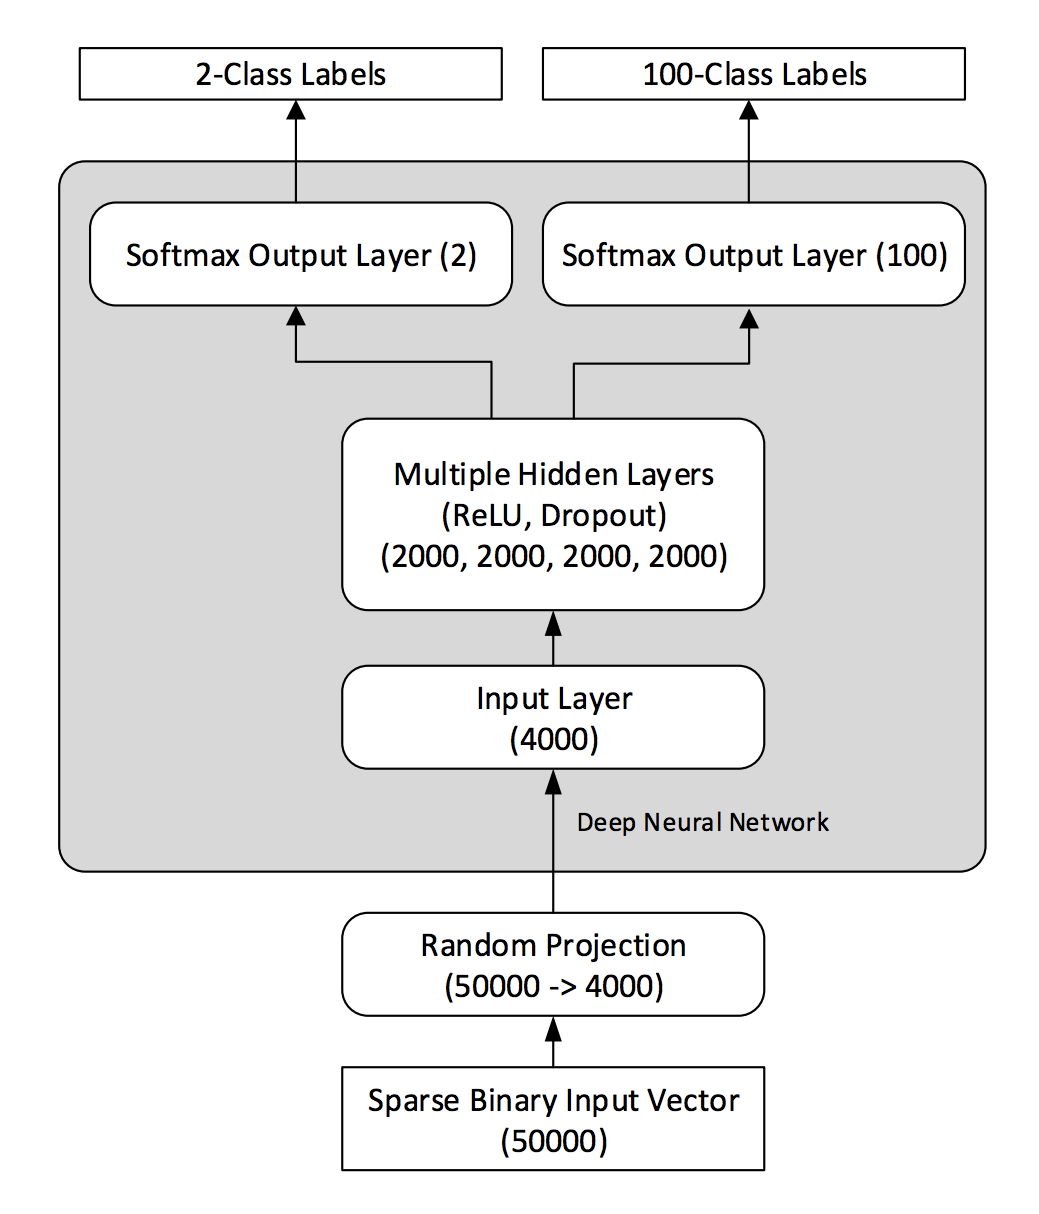 2-Class Labels
100-Class Labels
Softmax Output Layer (2)
Softmax Output Layer (100)
Multiple Hidden Layers
(ReLU, Dropout)
(2000, 2000, 2000, 2000)
Input Layer
(4000)
Deep Neural Network
Random Projection
(50000 -> 4000)
Sparse Binary Input Vector
(50000)